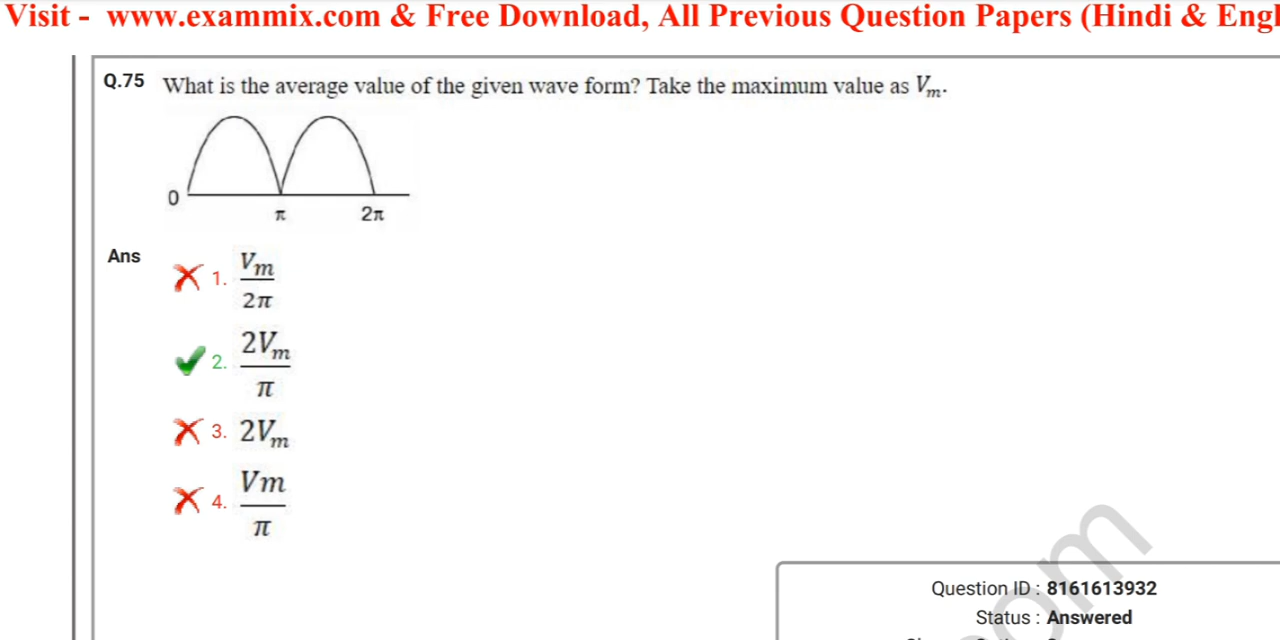 Visit - www.exammix.com & Free Download, All Previous Question Papers (Hindi & Engl
Q.75 What is the average value of the given wave form? Take the maximum value as Vm.
0
π 2π
Ans
1. Vm/2π
2. 2Vm/π
3. 2Vm
4. Vm/π
Question ID : 8161613932
Status : Answered